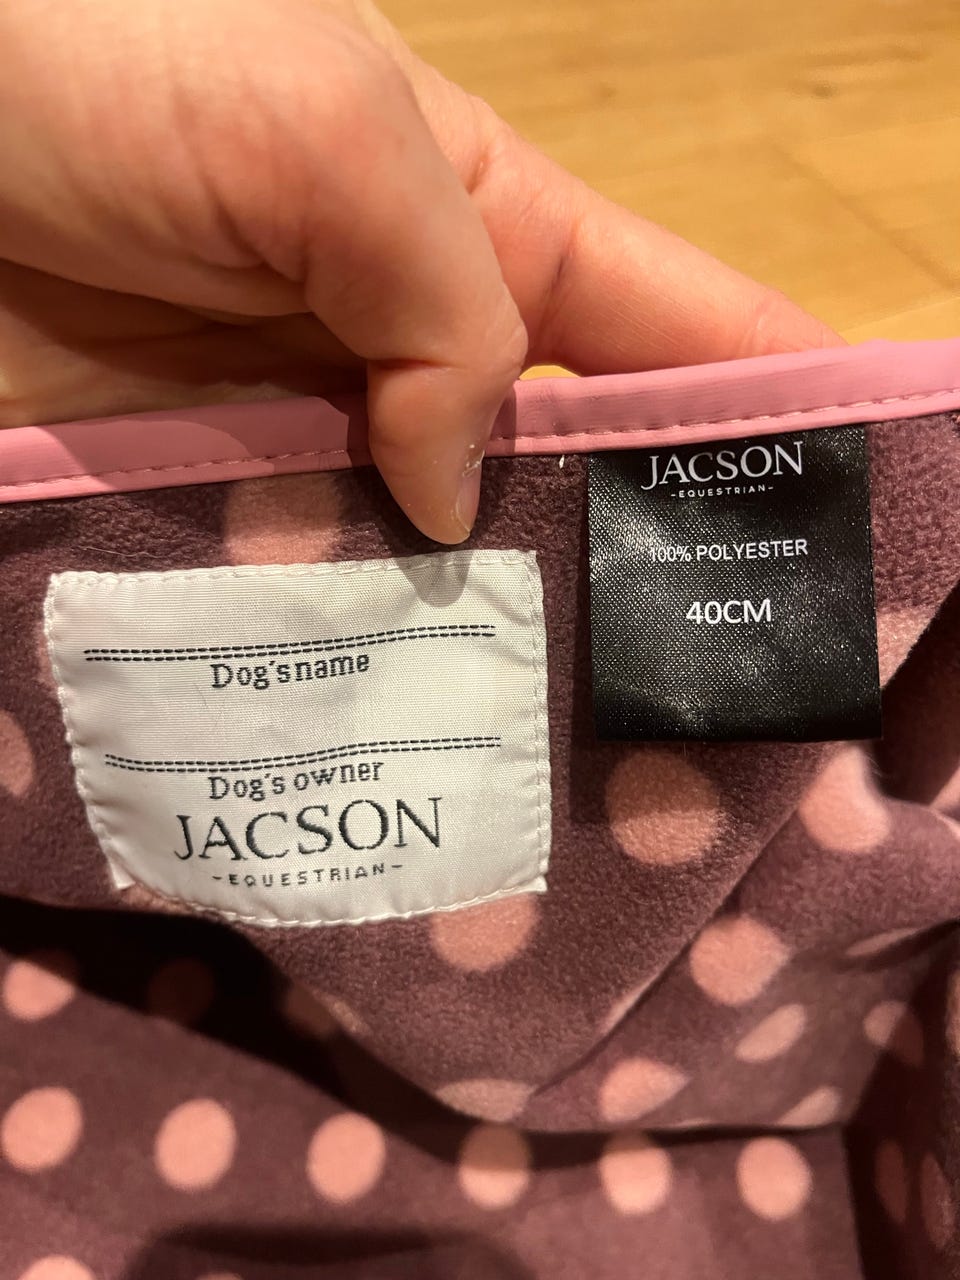 Dog's name
Dog's owner
JACSON
-EQUESTRIAN-
JACSON
-EQUESTRIAN-
100% POLYESTER
40CM